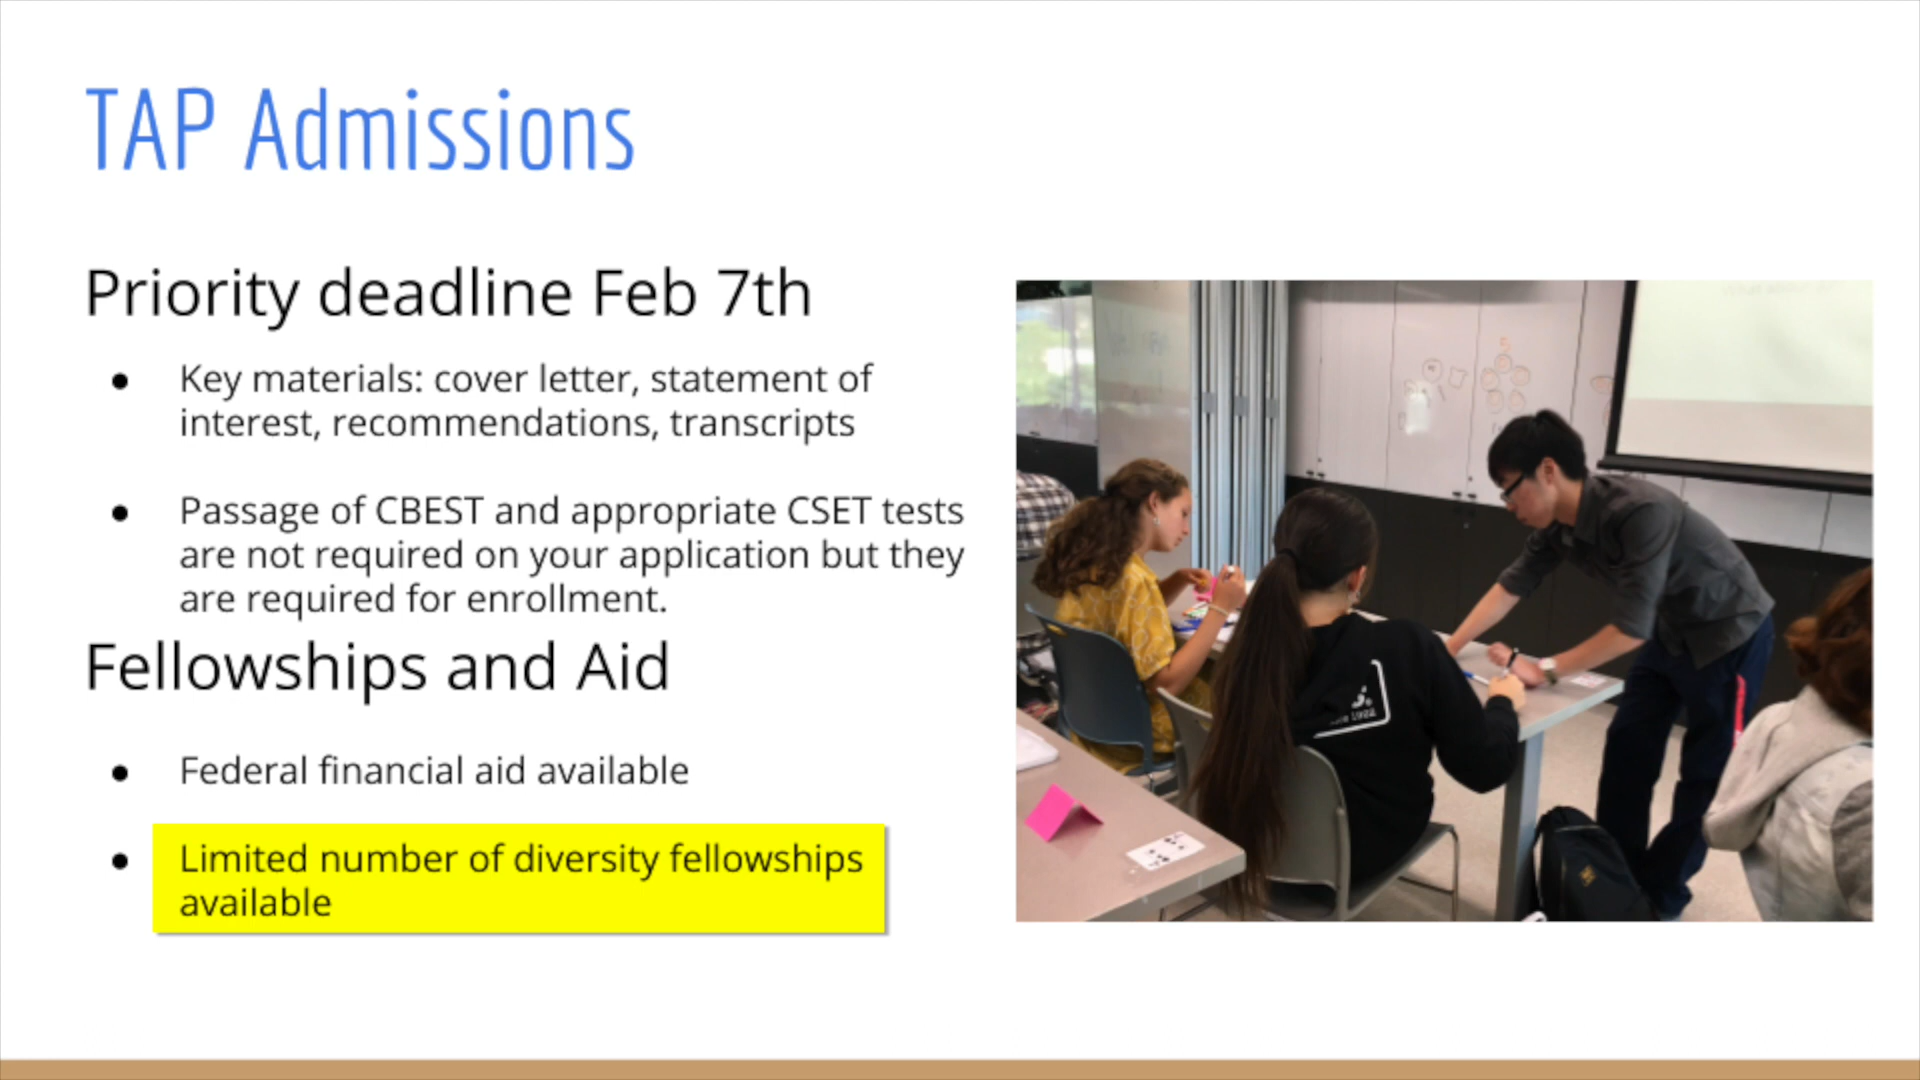 TAP Admissions
Priority deadline Feb 7th
● Key materials: cover letter, statement of
interest, recommendations, transcripts
● Passage of CBEST and appropriate CSET tests
are not required on your application but they
are required for enrollment.
Fellowships and Aid
● Federal financial aid available
● Limited number of diversity fellowships
available